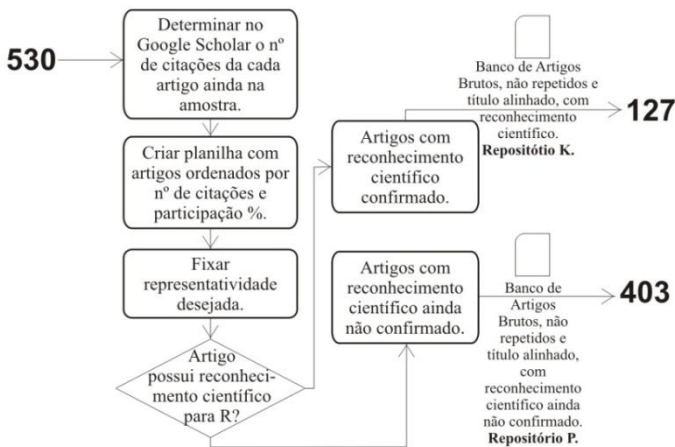 530
Determinar no
Google Scholar o nº
de citações da cada
artigo ainda na
amostra.
Criar planilha com
artigos ordenados por
nº de citações e
participação %.
Fixar
representatividade
desejada.
Artigo
possui reconheci-
mento científico
para R?
Artigos com
reconhecimento
científico
confirmado.
Banco de Artigos
Brutos, não repetidos e
título alinhado, com
reconhecimento
científico.
Repositótio K.
127
Artigos com
reconhecimento
científico ainda
não confirmado.
Banco de
Artigos
Brutos, não
repetidos e
título alinhado,
com
reconhecimento
científico ainda
não confirmado.
Repositório P.
403